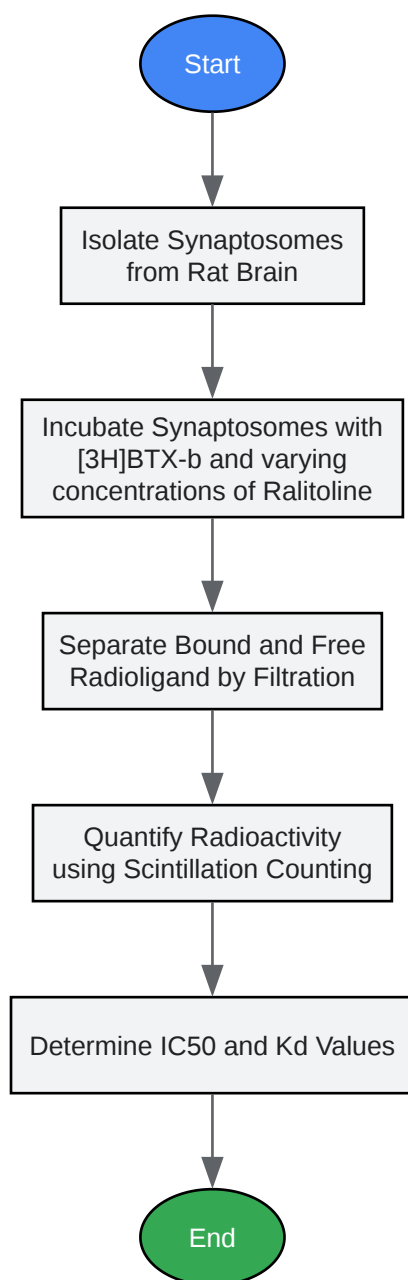 Start
Isolate Synaptosomes
from Rat Brain
Incubate Synaptosomes with
[3H]BTX-b and varying
concentrations of Ralitoline
Separate Bound and Free
Radioligand by Filtration
Quantify Radioactivity
using Scintillation Counting
Determine IC50 and Kd Values
End